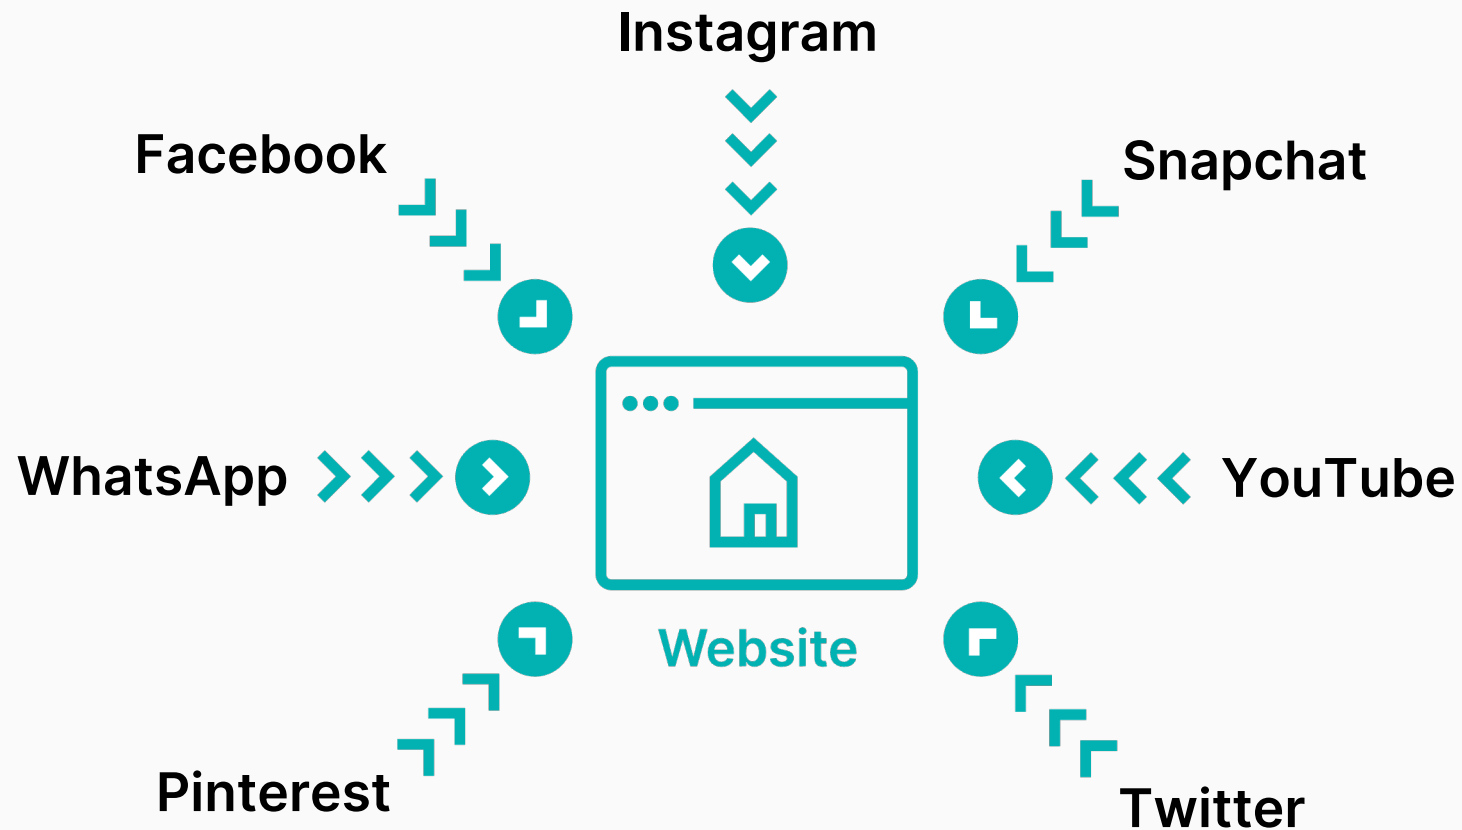 Instagram
Facebook
Snapchat
WhatsApp
YouTube
Website
Pinterest
Twitter